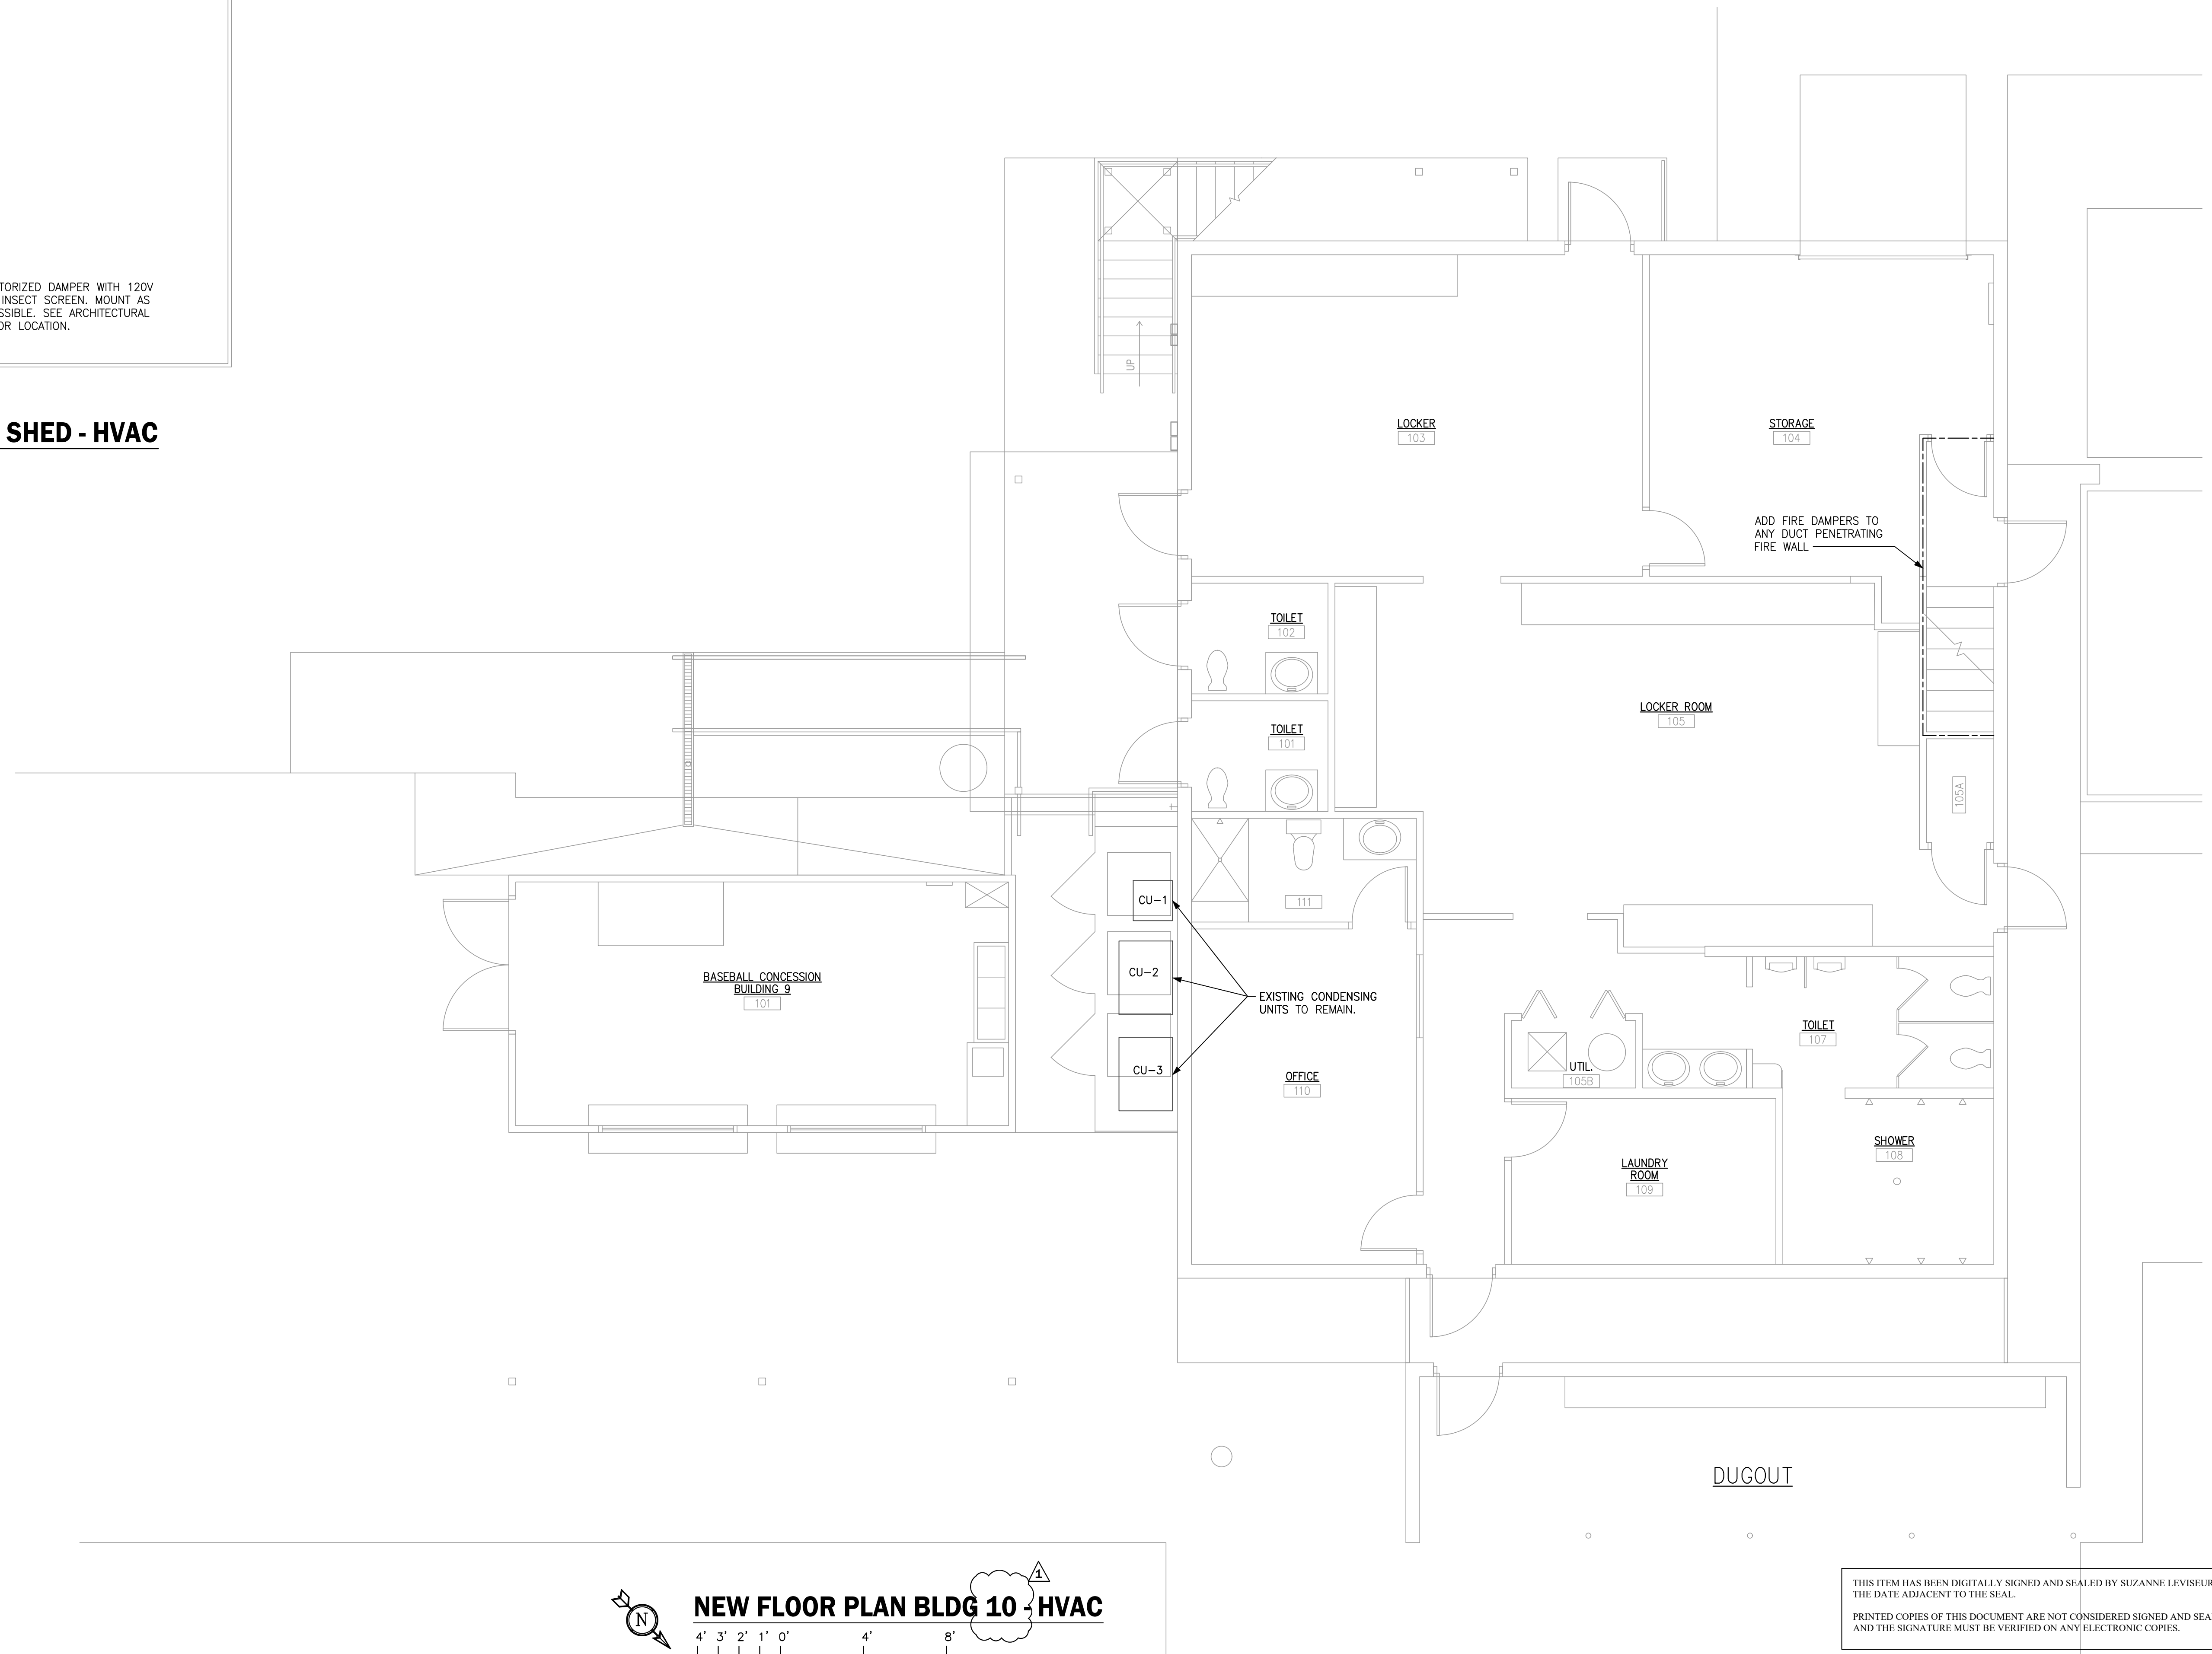 TORIZED DAMPER WITH 120V
INSECT SCREEN. MOUNT AS
SSIBLE. SEE ARCHITECTURAL
OR LOCATION.
SHED - HVAC
UP
LOCKER
103
STORAGE
104
ADD FIRE DAMPERS TO
ANY DUCT PENETRATING
FIRE WALL
TOILET
102
LOCKER ROOM
105
TOILET
101
105A
111
CU-1
CU-2
CU-3
BASEBALL CONCESSION
BUILDING 9
101
EXISTING CONDENSING
UNITS TO REMAIN.
OFFICE
110
UTIL.
105B
TOILET
107
SHOWER
108
LAUNDRY
ROOM
109
DUGOUT
1
N
NEW FLOOR PLAN BLDG 10 - HVAC
4' 3' 2' 1' 0' 4' 8'
THIS ITEM HAS BEEN DIGITALLY SIGNED AND SEALED BY SUZANNE LEVISEUR
THE DATE ADJACENT TO THE SEAL.
PRINTED COPIES OF THIS DOCUMENT ARE NOT CONSIDERED SIGNED AND SEA
AND THE SIGNATURE MUST BE VERIFIED ON ANY ELECTRONIC COPIES.